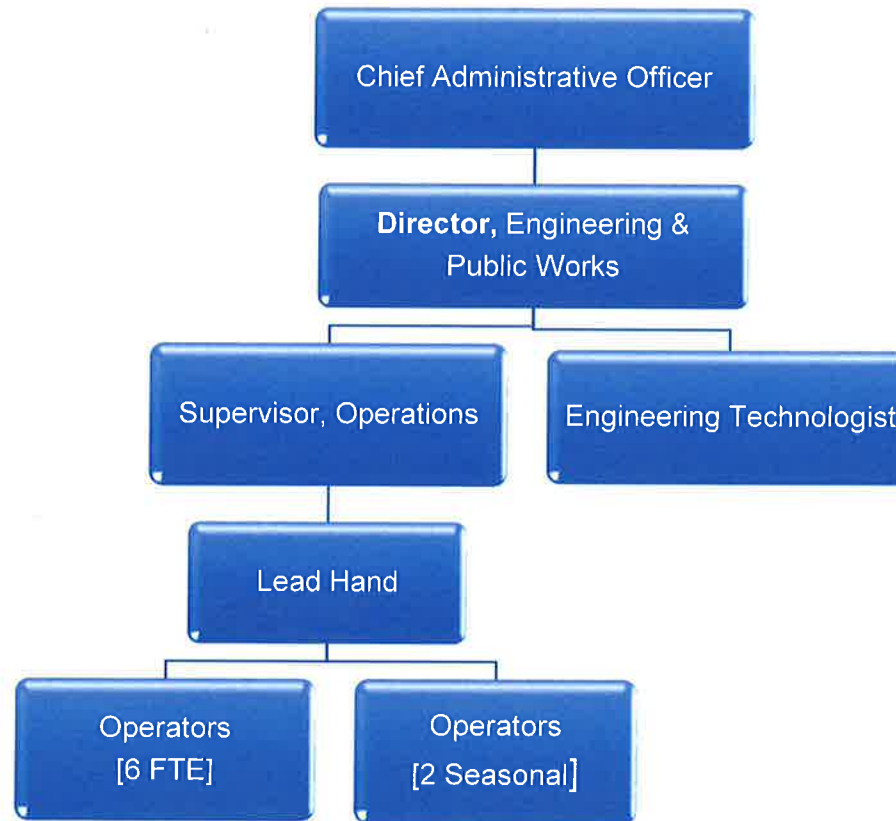 Chief Administrative Officer
Director, Engineering &
Public Works
Supervisor, Operations
Engineering Technologist
Lead Hand
Operators
[6 FTE]
Operators
[2 Seasonal]